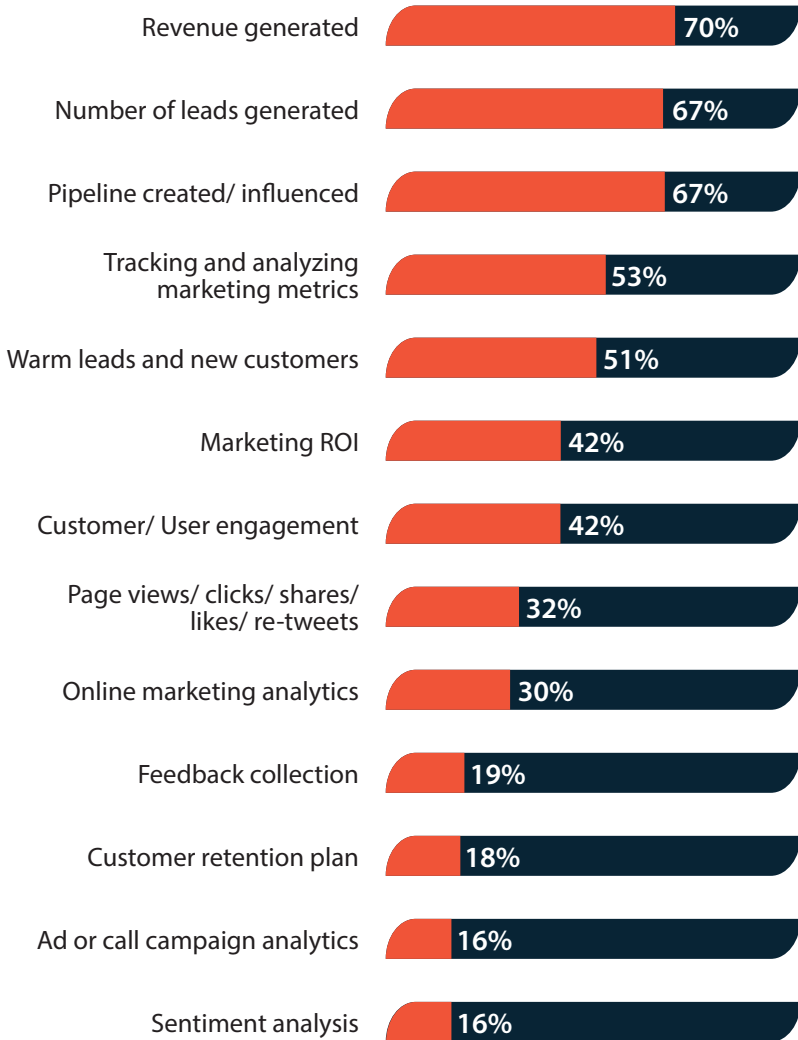 Revenue generated 70%
Number of leads generated 67%
Pipeline created/ influenced 67%
Tracking and analyzing
marketing metrics 53%
Warm leads and new customers 51%
Marketing ROI 42%
Customer/ User engagement 42%
Page views/ clicks/ shares/
likes/ re-tweets 32%
Online marketing analytics 30%
Feedback collection 19%
Customer retention plan 18%
Ad or call campaign analytics 16%
Sentiment analysis 16%